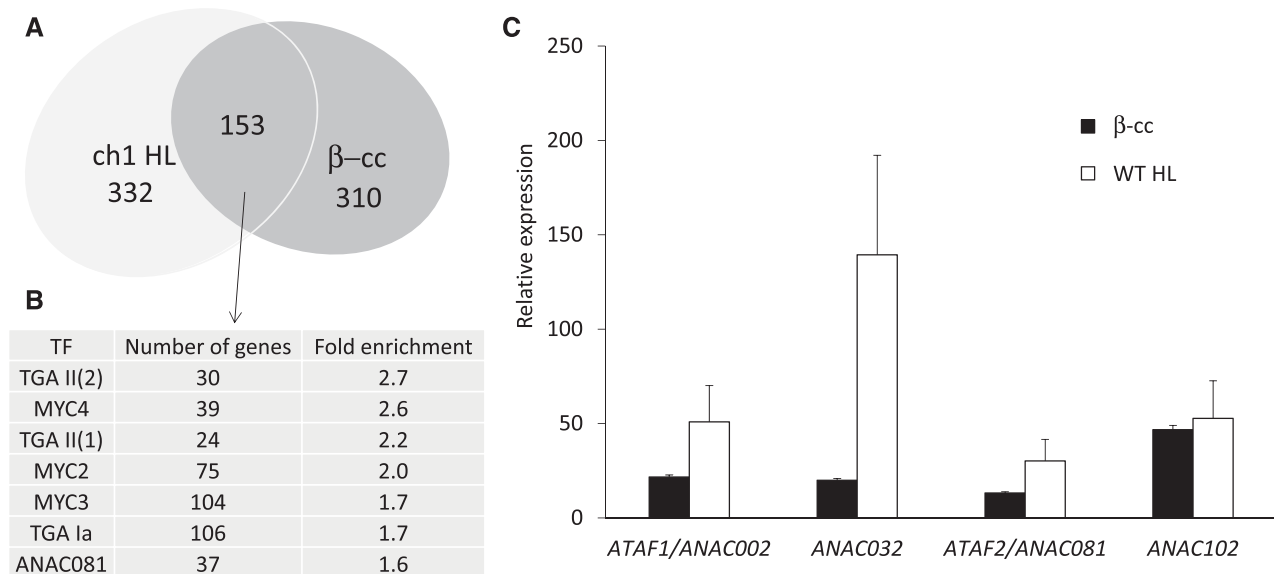 A
ch1 HL
332
153
β–cc
310
B
TF Number of genes Fold enrichment
TGA II(2) 30 2.7
MYC4 39 2.6
TGA II(1) 24 2.2
MYC2 75 2.0
MYC3 104 1.7
TGA Ia 106 1.7
ANAC081 37 1.6
C
Relative expression
250
200
150
100
50
0
β-cc
WT HL
ATAF1/ANAC002 ANAC032 ATAF2/ANAC081 ANAC102